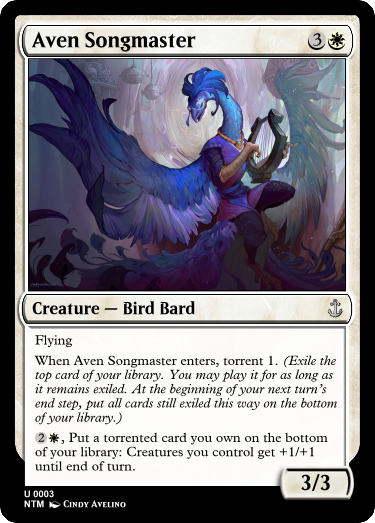 Aven Songmaster 3
Creature — Bird Bard
Flying
When Aven Songmaster enters, torrent 1. (Exile the
top card of your library. You may play it for as long as
it remains exiled. At the beginning of your next turn's
end step, put all cards still exiled this way on the bottom
of your library.)
2, Put a torrented card you own on the bottom
of your library: Creatures you control get +1/+1
until end of turn.
3/3
U 0003
NTM Cindy Avelino